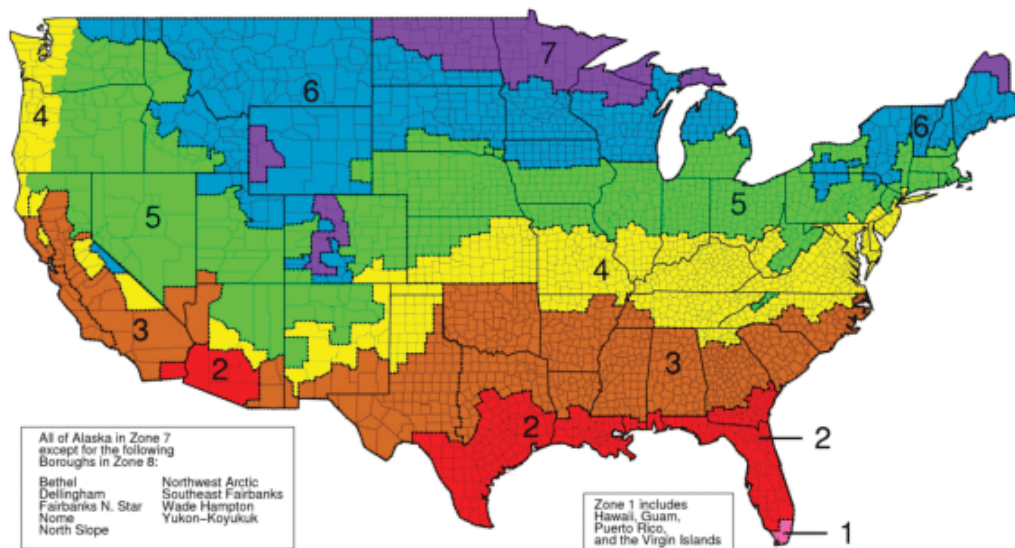 7
6
6
4
5
5
4
3
3
2
2
2
1
All of Alaska in Zone 7
except for the following
Boroughs in Zone 8:
Bethel Northwest Arctic
Dellingham Southeast Fairbanks
Fairbanks N. Star Wade Hampton
Nome Yukon-Koyukuk
North Slope
Zone 1 includes
Hawaii, Guam,
Puerto Rico,
and the Virgin Islands